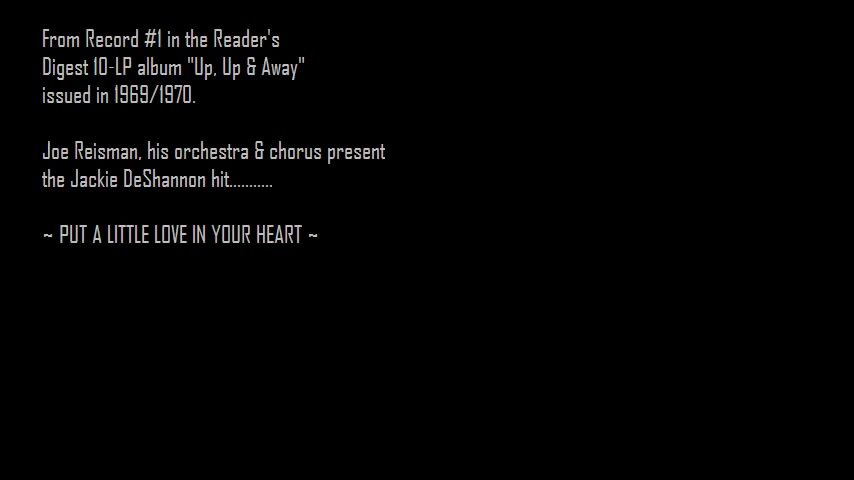 From Record #1 in the Reader's
Digest 10-LP album "Up, Up & Away"
issued in 1969/1970.
Joe Reisman, his orchestra & chorus present
the Jackie DeShannon hit...........
~ PUT A LITTLE LOVE IN YOUR HEART ~